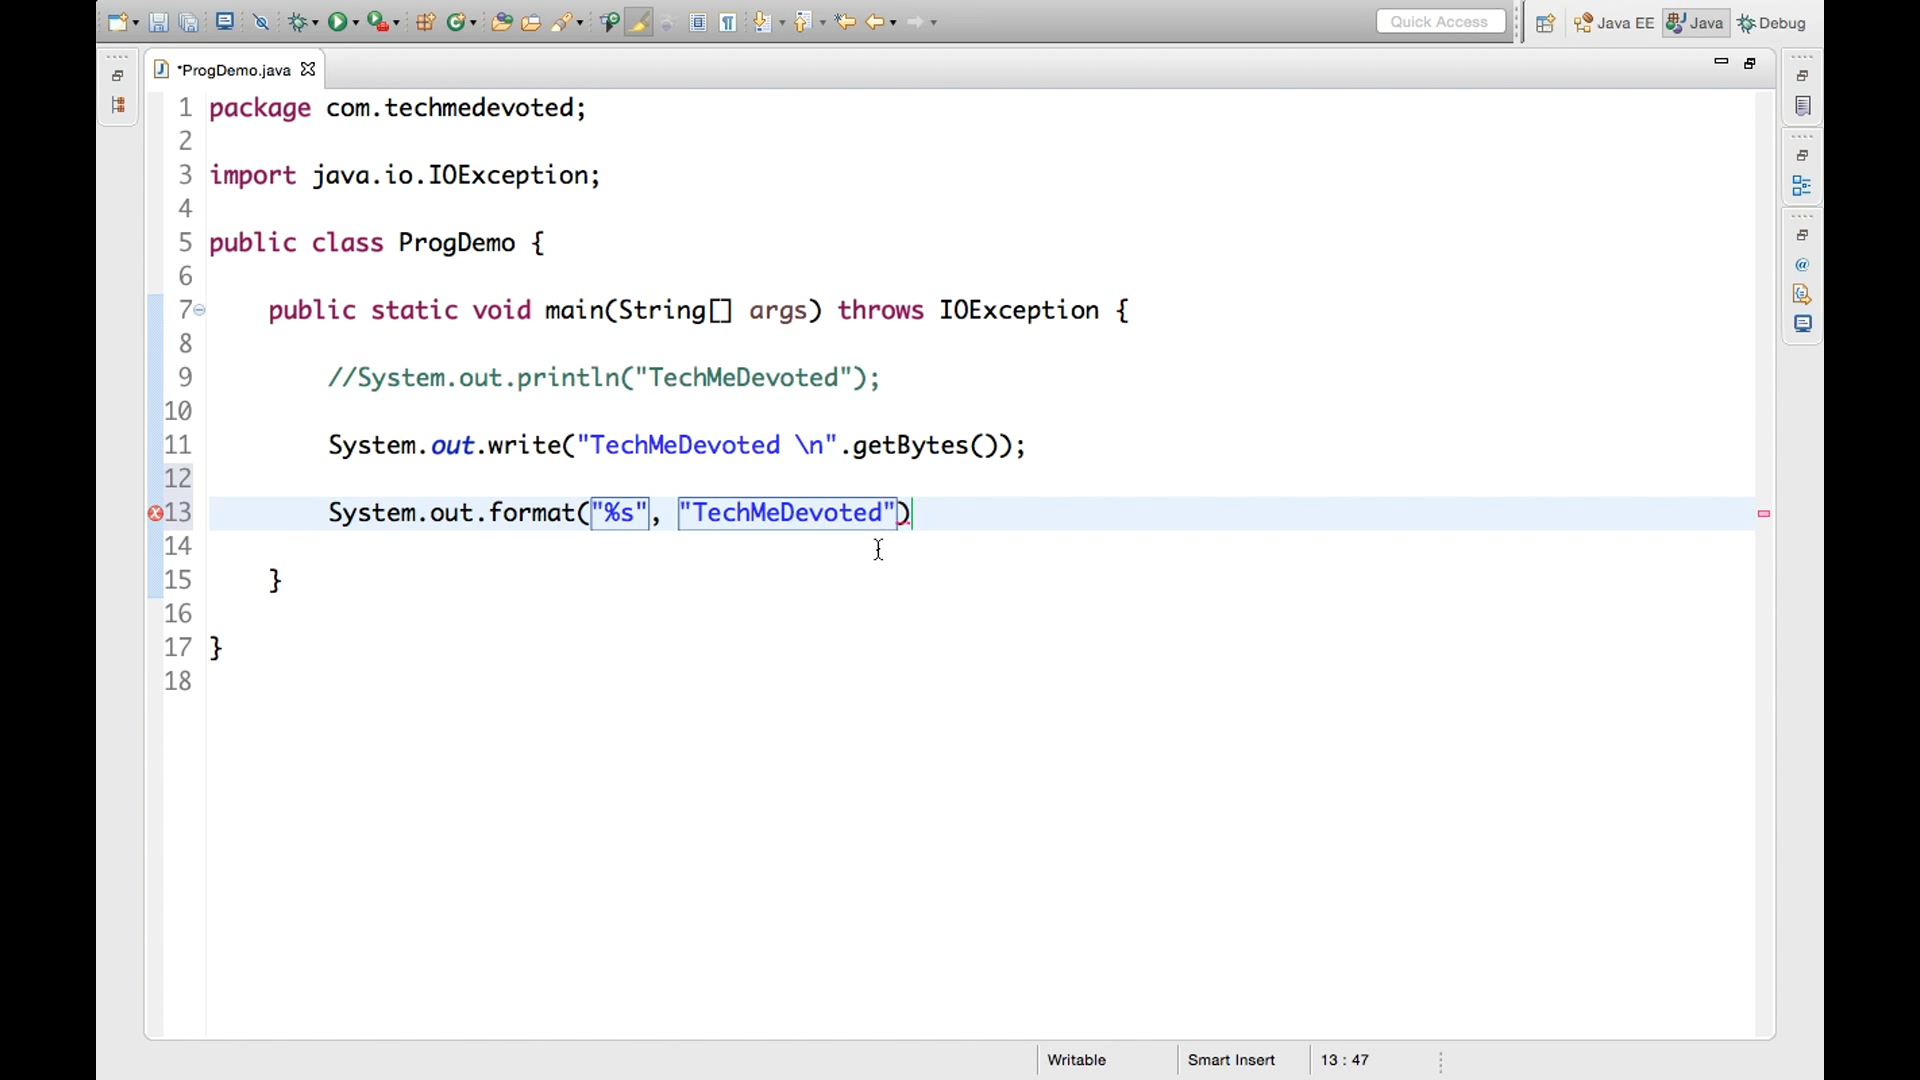 Quick Access
Java EE
Java
Debug
*ProgDemo.java
1 package com.techmedevoted;
2
3 import java.io.IOException;
4
5 public class ProgDemo {
6
7 public static void main(String[] args) throws IOException {
8
9 //System.out.println("TechMeDevoted");
10
11 System.out.write("TechMeDevoted \n".getBytes());
12
13 System.out.format("%s", "TechMeDevoted")
14
15 }
16
17 }
18
Writable
Smart Insert
13 : 47